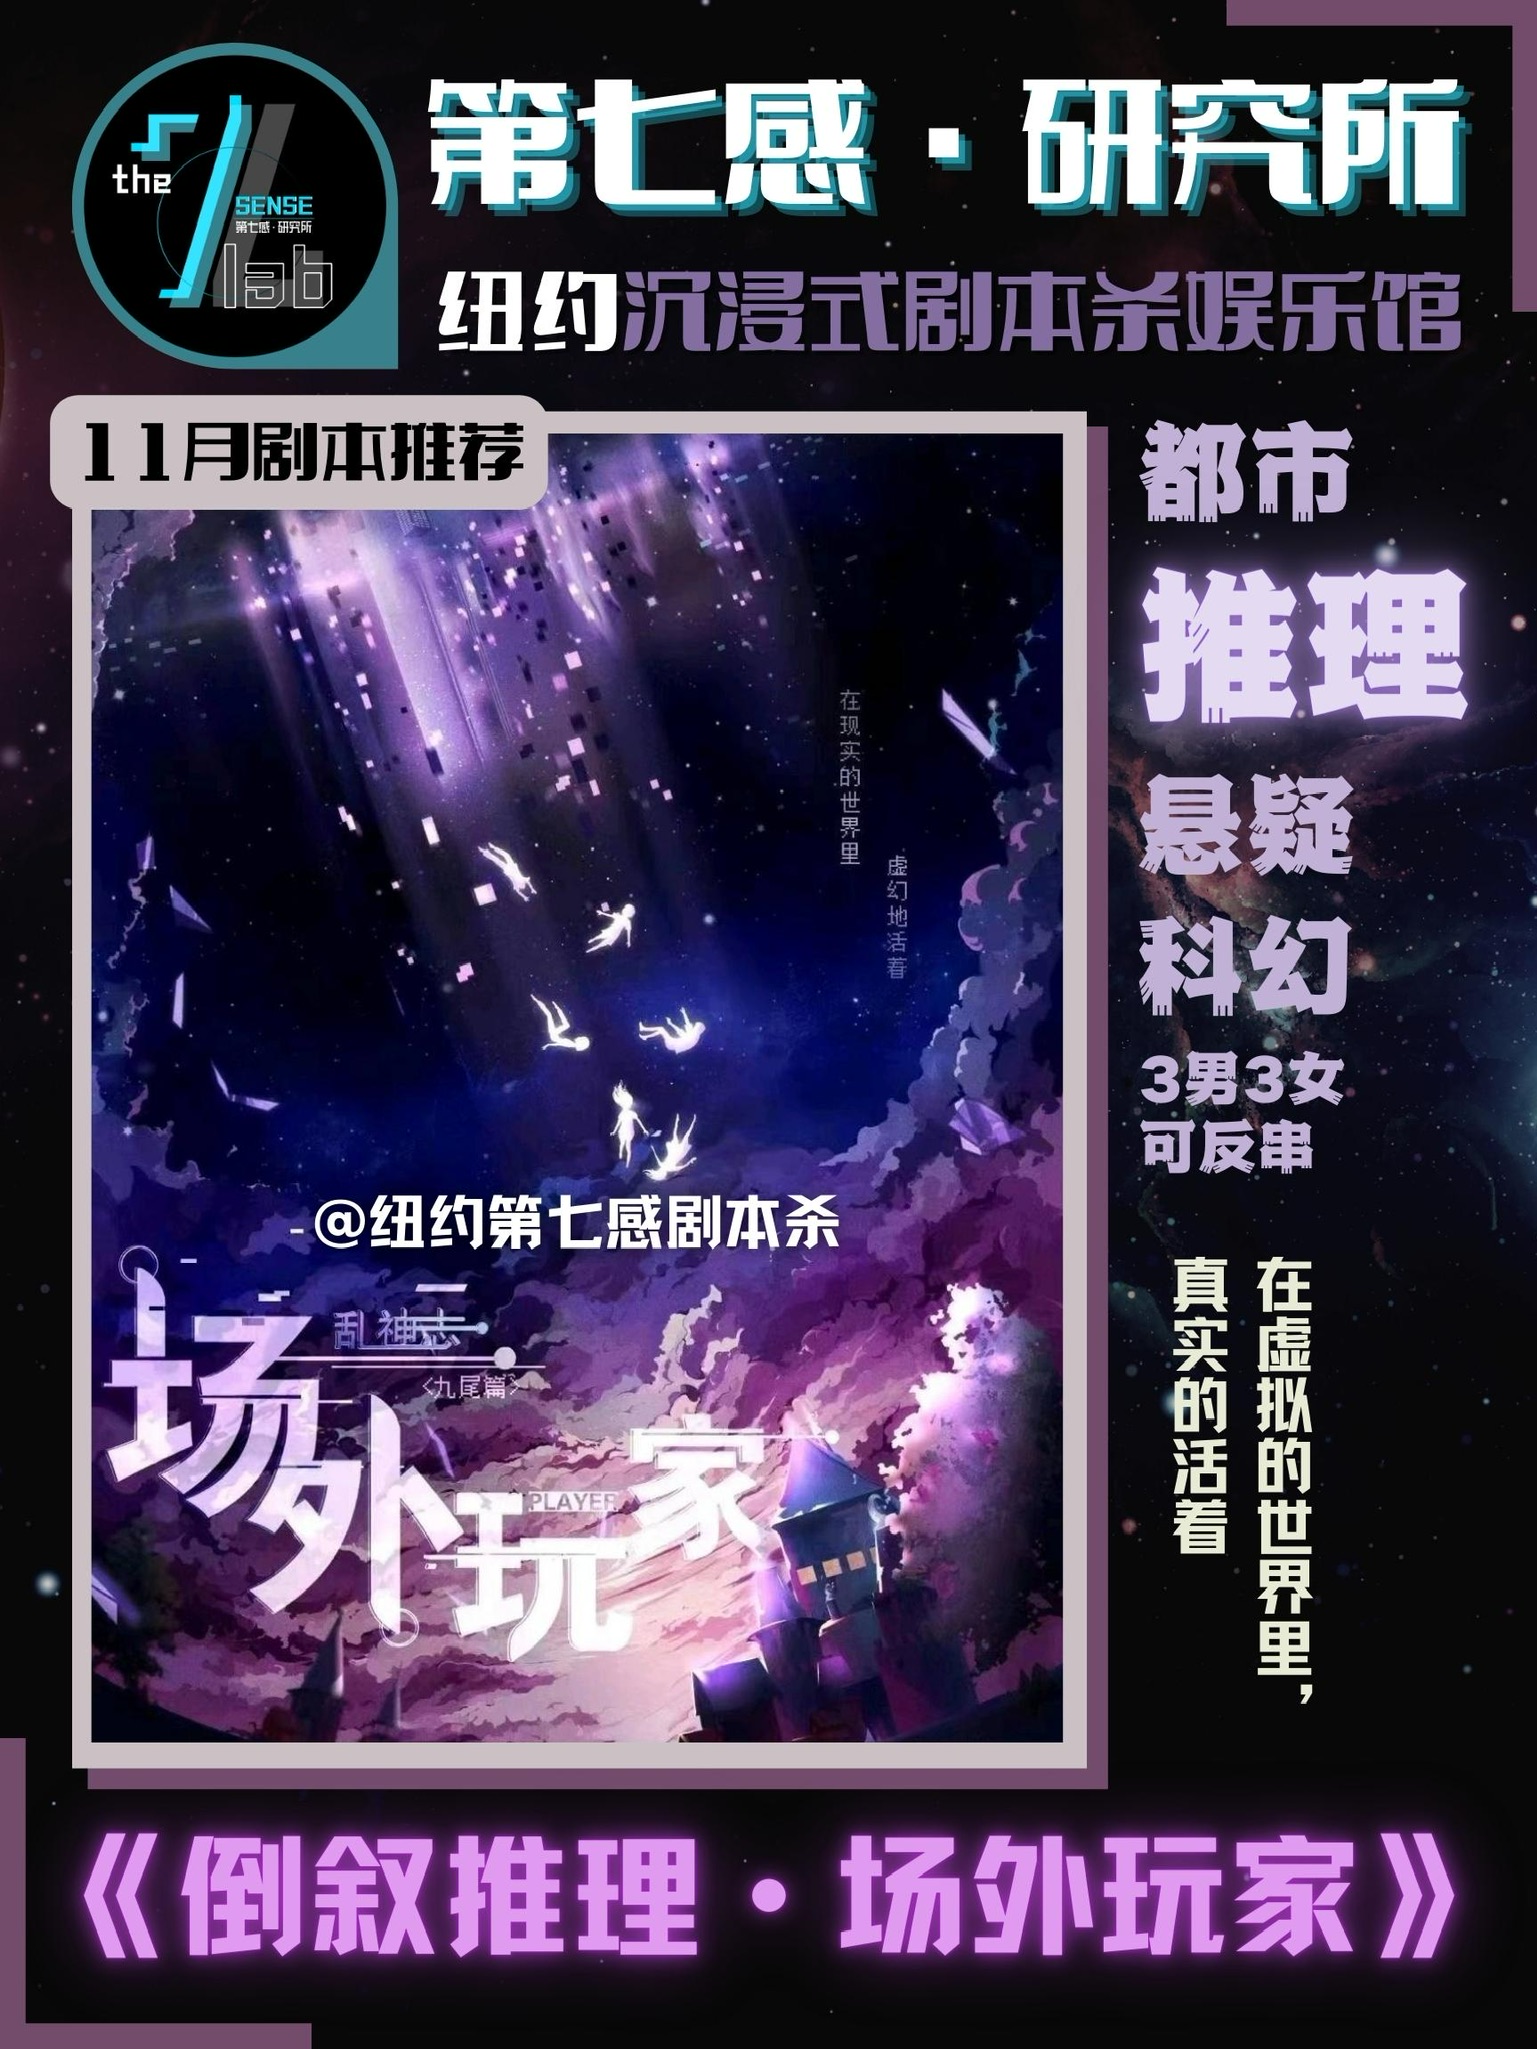 the
SENSE
第七感·研究所
lab
第七感·研究所
纽约沉浸式剧本杀娱乐馆
11月剧本推荐
都市
推理
悬疑
科幻
3男3女
可反串
在现实的世界里
虚幻地活着
在虚拟的世界里，
真实的活着
-@纽约第七感剧本杀
乱神志
〈九尾篇〉
场外玩家
PLAYER
《倒叙推理·场外玩家》